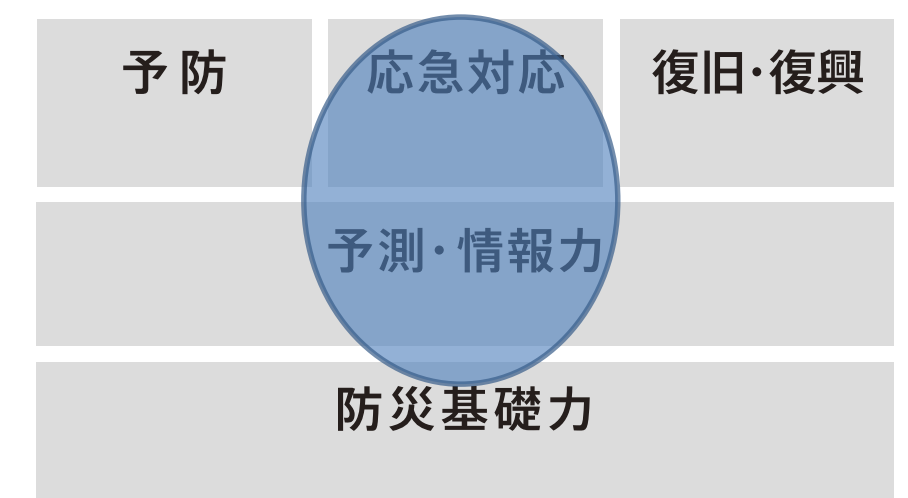 予防
応急対応
復旧・復興
予測・情報力
防災基礎力